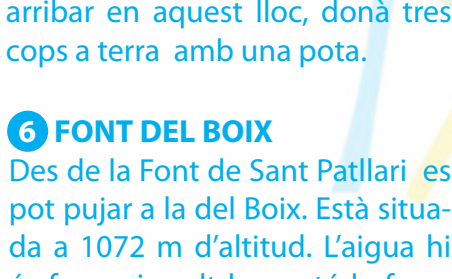 arribar en aquest lloc, donà tres
cops a terra amb una pota.
6 FONT DEL BOIX
Des de la Font de Sant Patllari es
pot pujar a la del Boix. Està situa-
da a 1072 m d'altitud. L'aigua hi